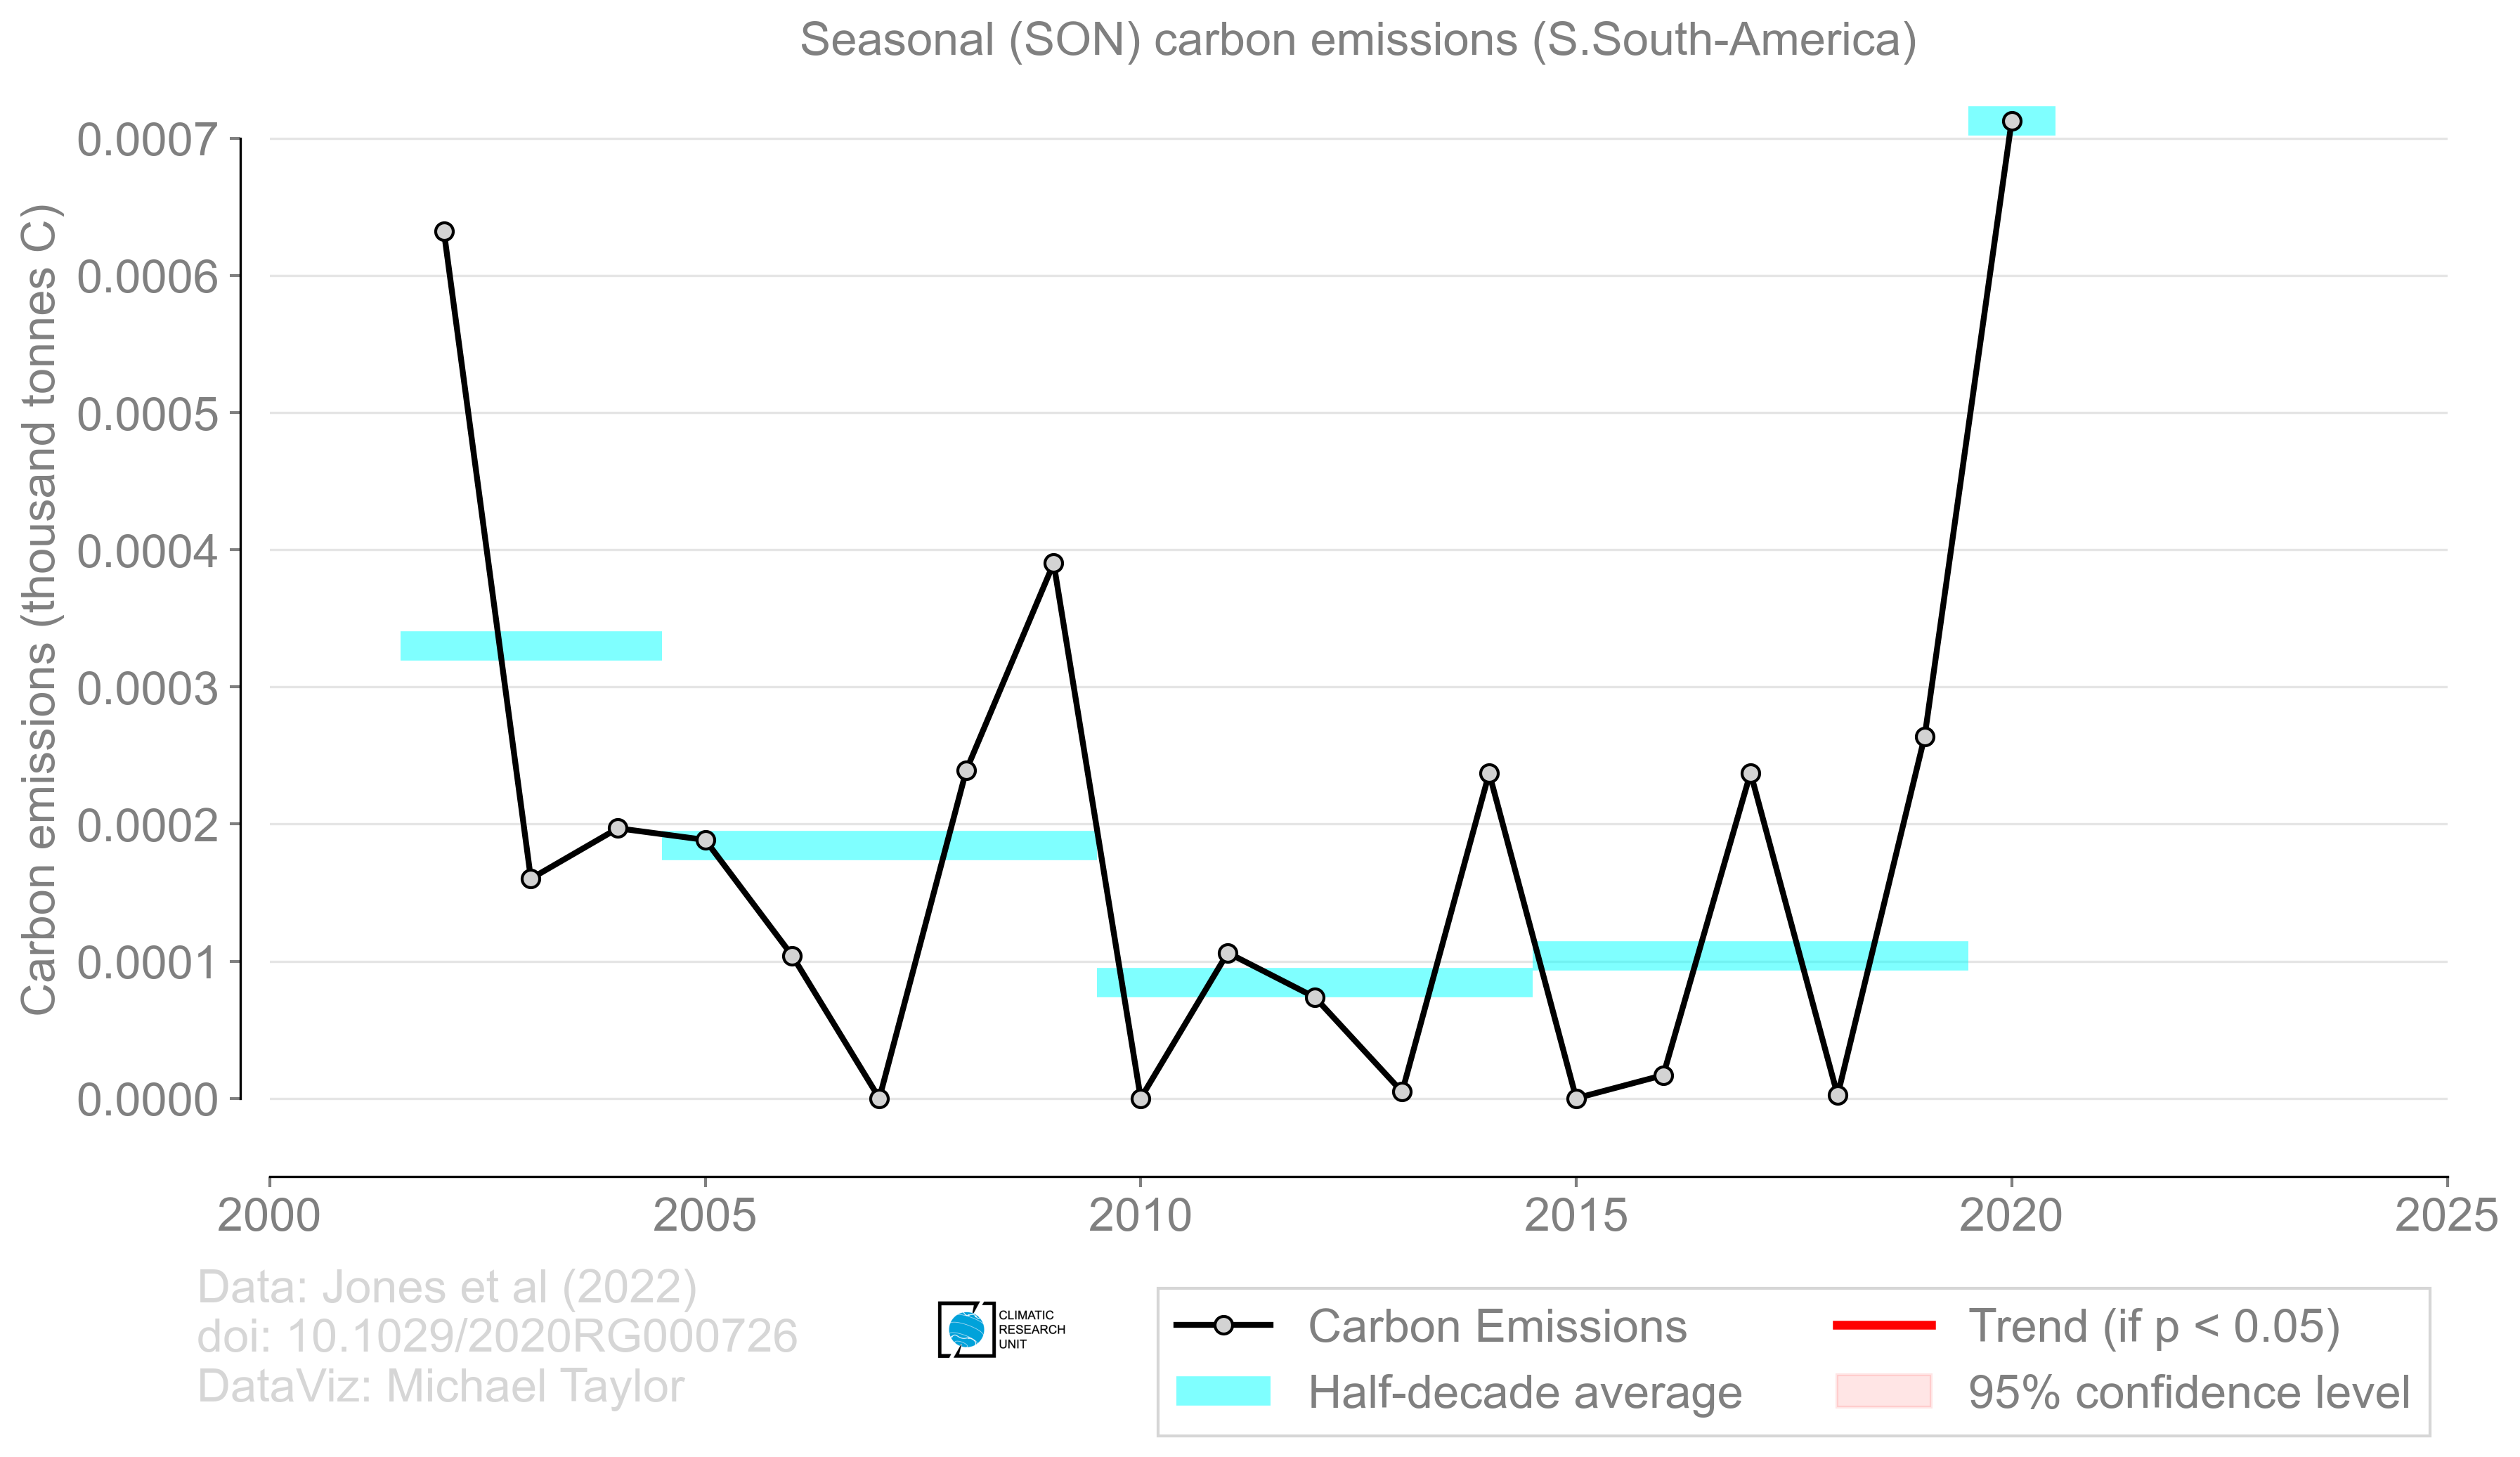 Seasonal (SON) carbon emissions (S.South-America)
Carbon emissions (thousand tonnes C)
0.0007
0.0006
0.0005
0.0004
0.0003
0.0002
0.0001
0.0000
2000 2005 2010 2015 2020 2025
Data: Jones et al (2022)
doi: 10.1029/2020RG000726
DataViz: Michael Taylor
CLIMATIC
RESEARCH
UNIT
Carbon Emissions
Half-decade average
Trend (if p < 0.05)
95% confidence level